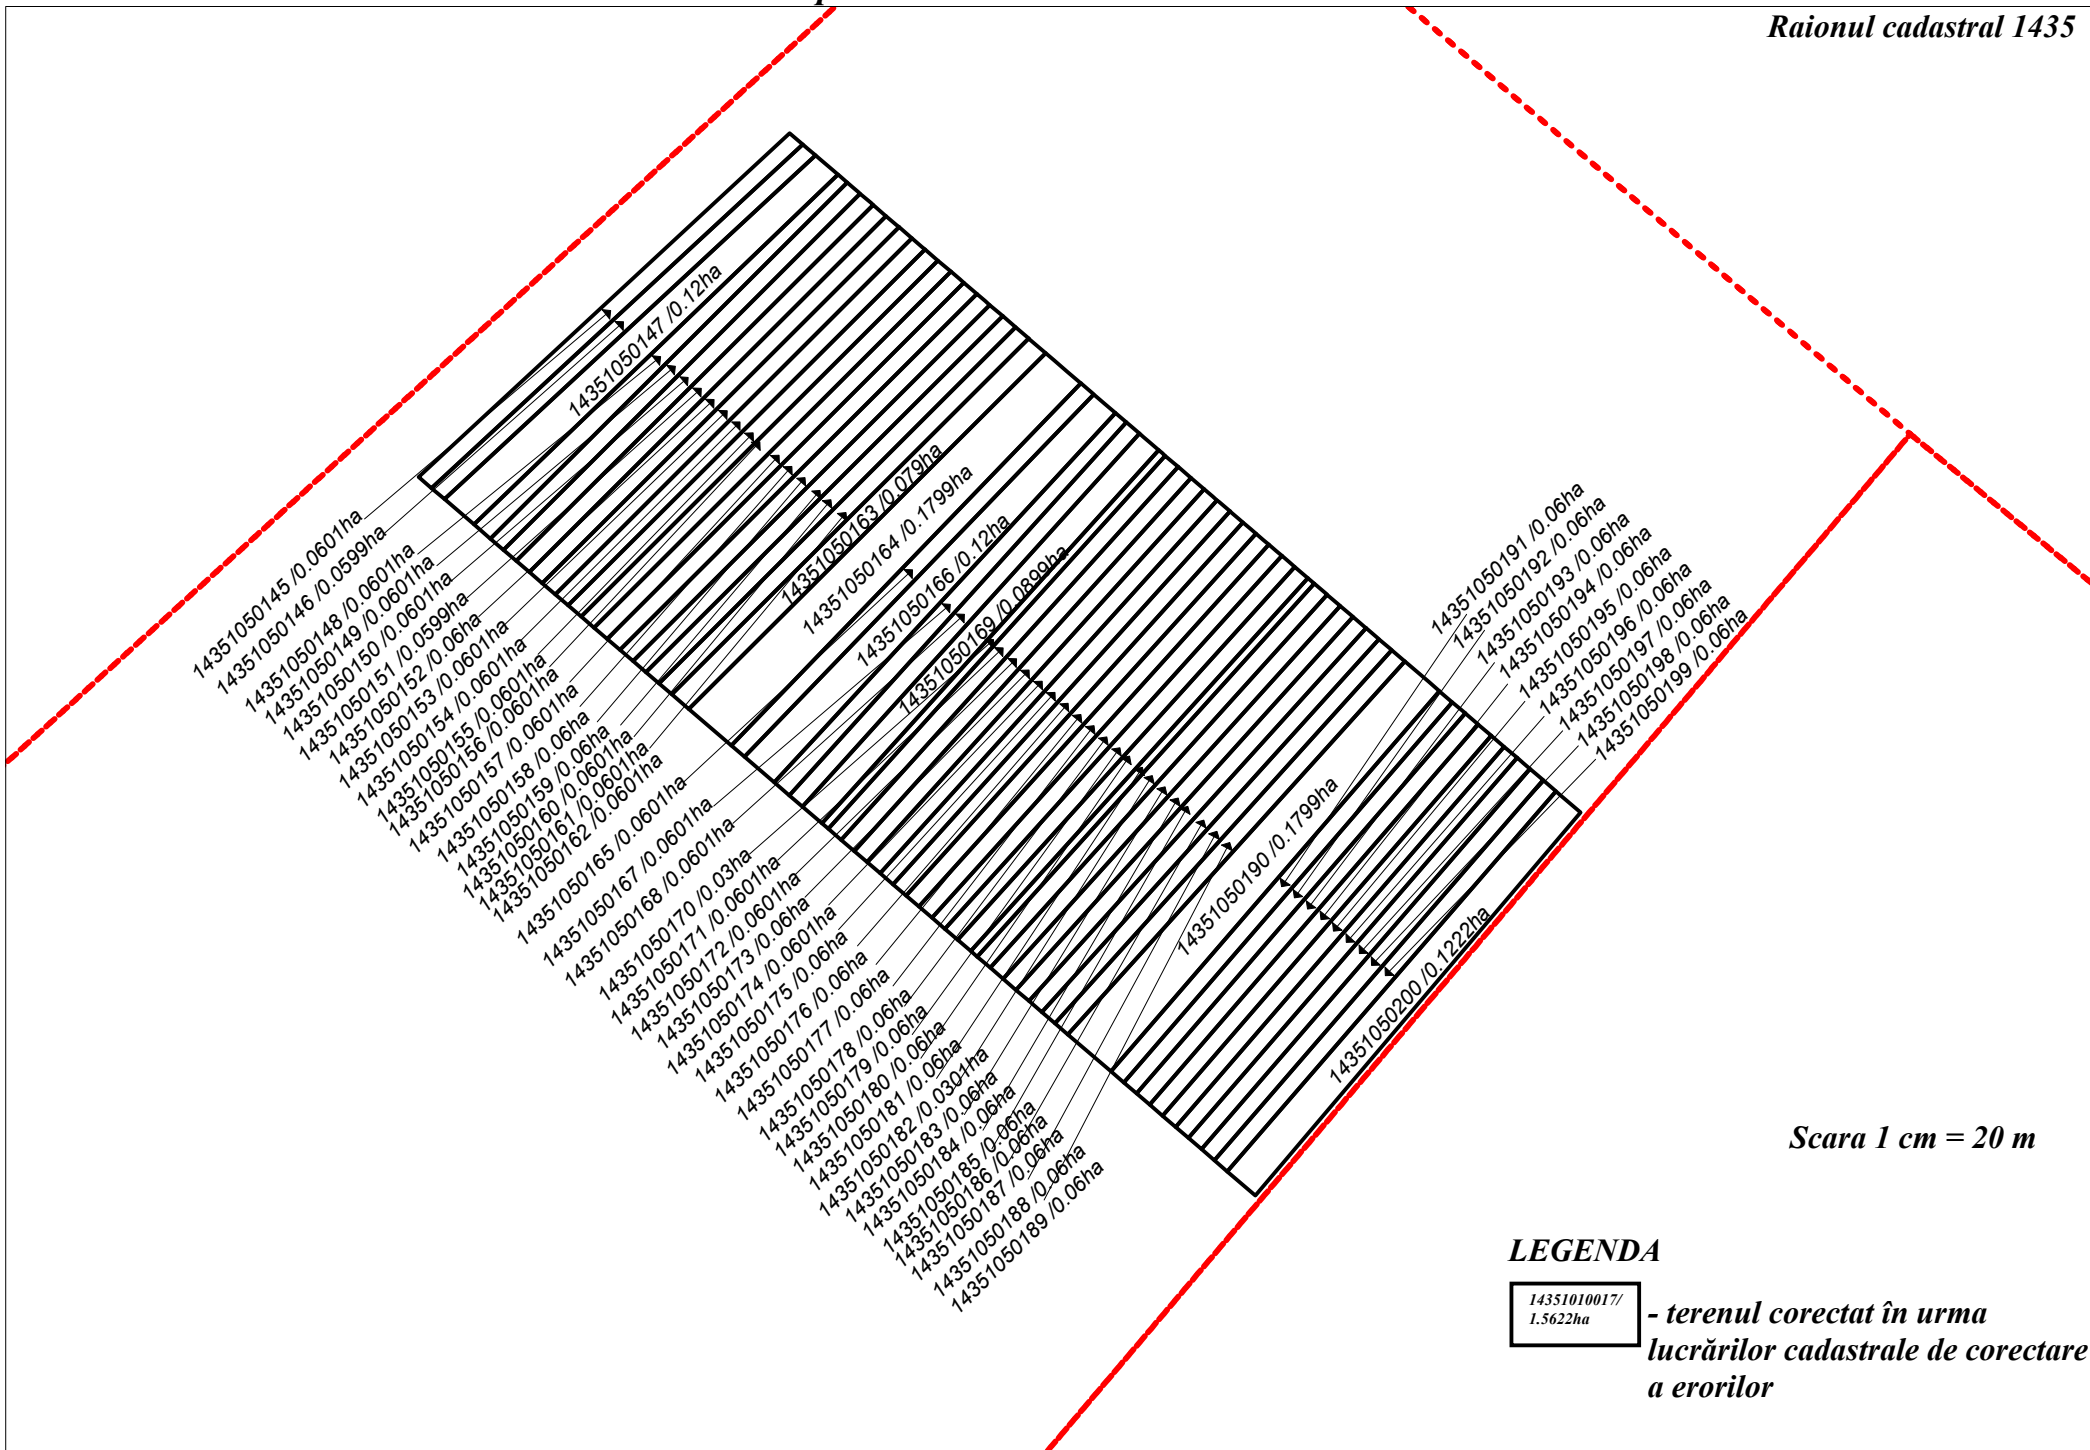 Raionul cadastral 1435
14351050147 /0.12ha
14351050163 /0.079ha
14351050164 /0.1799ha
14351050166 /0.12ha
14351050169 /0.0899ha
14351050145 /0.0601ha
14351050146 /0.0599ha
14351050148 /0.0601ha
14351050149 /0.0601ha
14351050150 /0.0601ha
14351050151 /0.0599ha
14351050152 /0.06ha
14351050153 /0.0601ha
14351050154 /0.0601ha
14351050155 /0.0601ha
14351050156 /0.0601ha
14351050157 /0.0601ha
14351050158 /0.06ha
14351050159 /0.06ha
14351050160 /0.0601ha
14351050161 /0.0601ha
14351050162 /0.0601ha
14351050165 /0.0601ha
14351050167 /0.0601ha
14351050168 /0.0601ha
14351050170 /0.03ha
14351050171 /0.0601ha
14351050172 /0.0601ha
14351050173 /0.06ha
14351050174 /0.0601ha
14351050175 /0.06ha
14351050176 /0.06ha
14351050177 /0.06ha
14351050178 /0.06ha
14351050179 /0.06ha
14351050180 /0.06ha
14351050181 /0.06ha
14351050182 /0.0301ha
14351050183 /0.06ha
14351050184 /0.06ha
14351050185 /0.06ha
14351050186 /0.06ha
14351050187 /0.06ha
14351050188 /0.06ha
14351050189 /0.06ha
14351050190 /0.1799ha
14351050191 /0.06ha
14351050192 /0.06ha
14351050193 /0.06ha
14351050194 /0.06ha
14351050195 /0.06ha
14351050196 /0.06ha
14351050197 /0.06ha
14351050198 /0.06ha
14351050199 /0.06ha
14351050200 /0.1222ha
Scara 1 cm = 20 m
LEGENDA
14351010017/
1.5622ha
- terenul corectat în urma
lucrărilor cadastrale de corectare
a erorilor